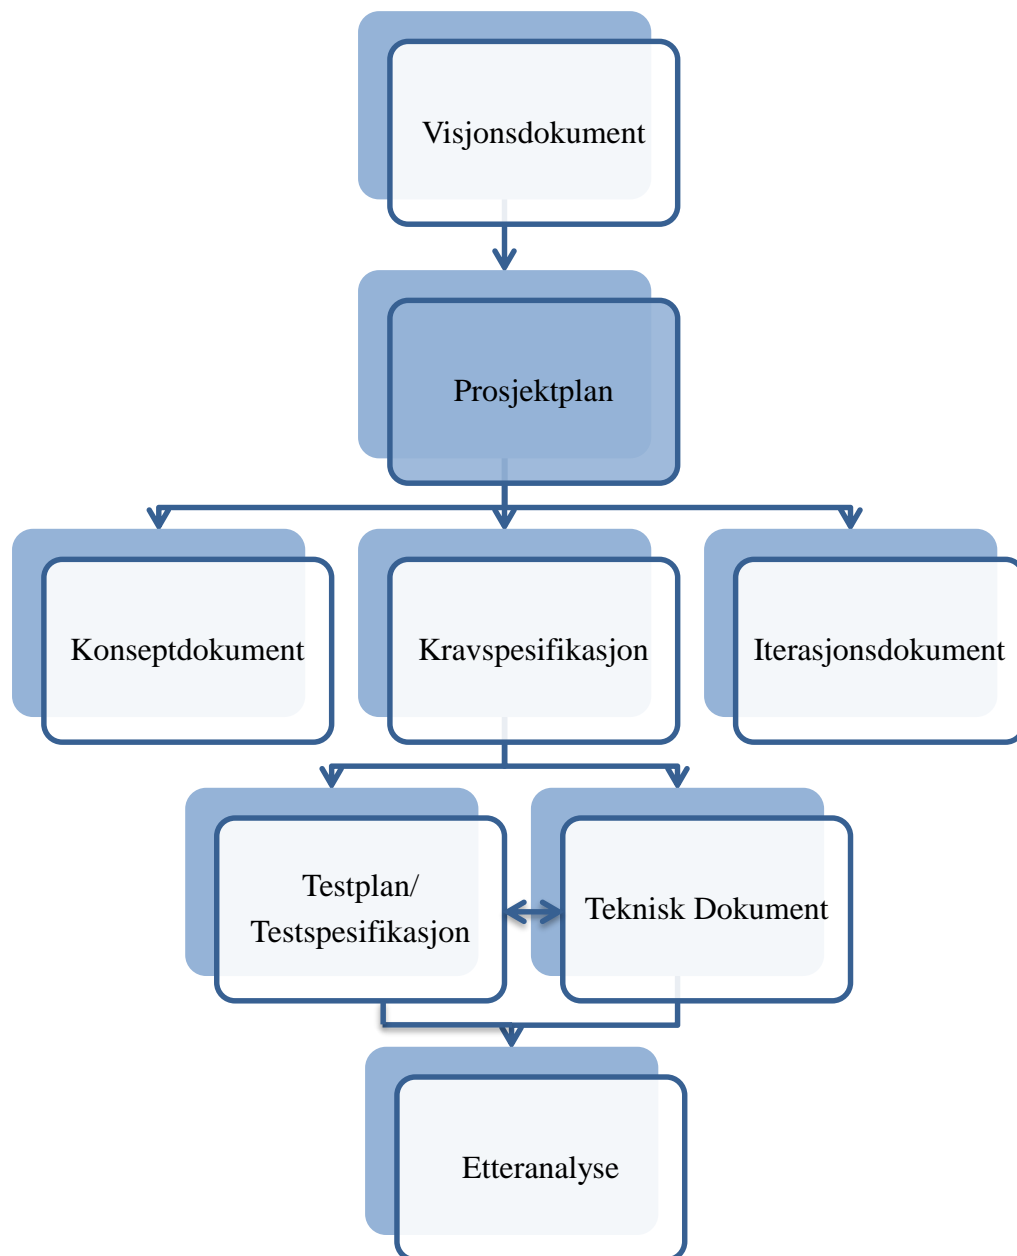 Visjonsdokument
Prosjektplan
Konseptdokument
Kravspesifikasjon
Iterasjonsdokument
Testplan/
Testspesifikasjon
Teknisk Dokument
Etteranalyse